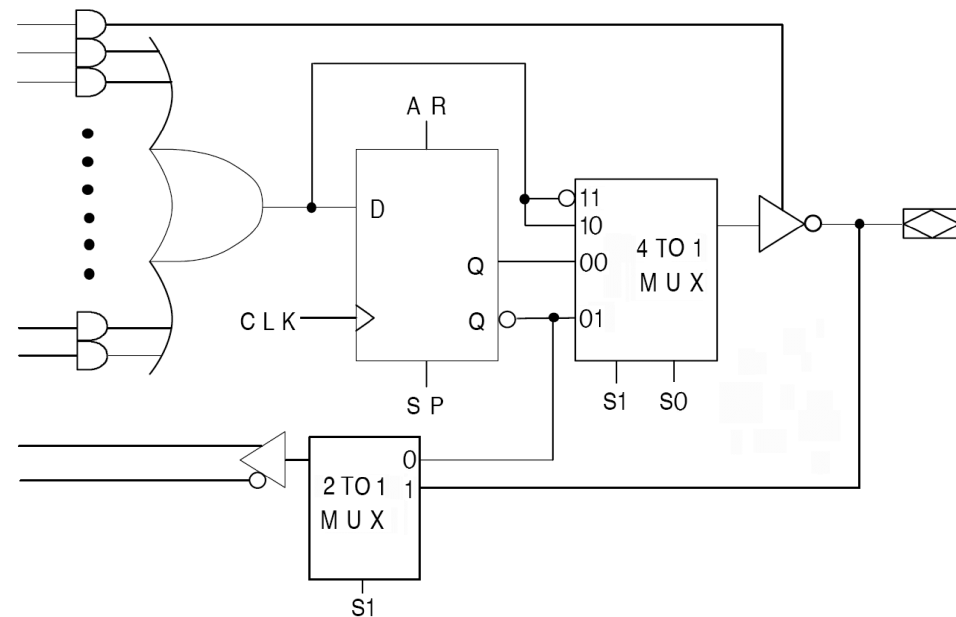 A R
D
11
10
4 TO 1
M U X
Q
00
C L K
Q
01
S P
S1
S0
0
2 TO 1
1
M U X
S1